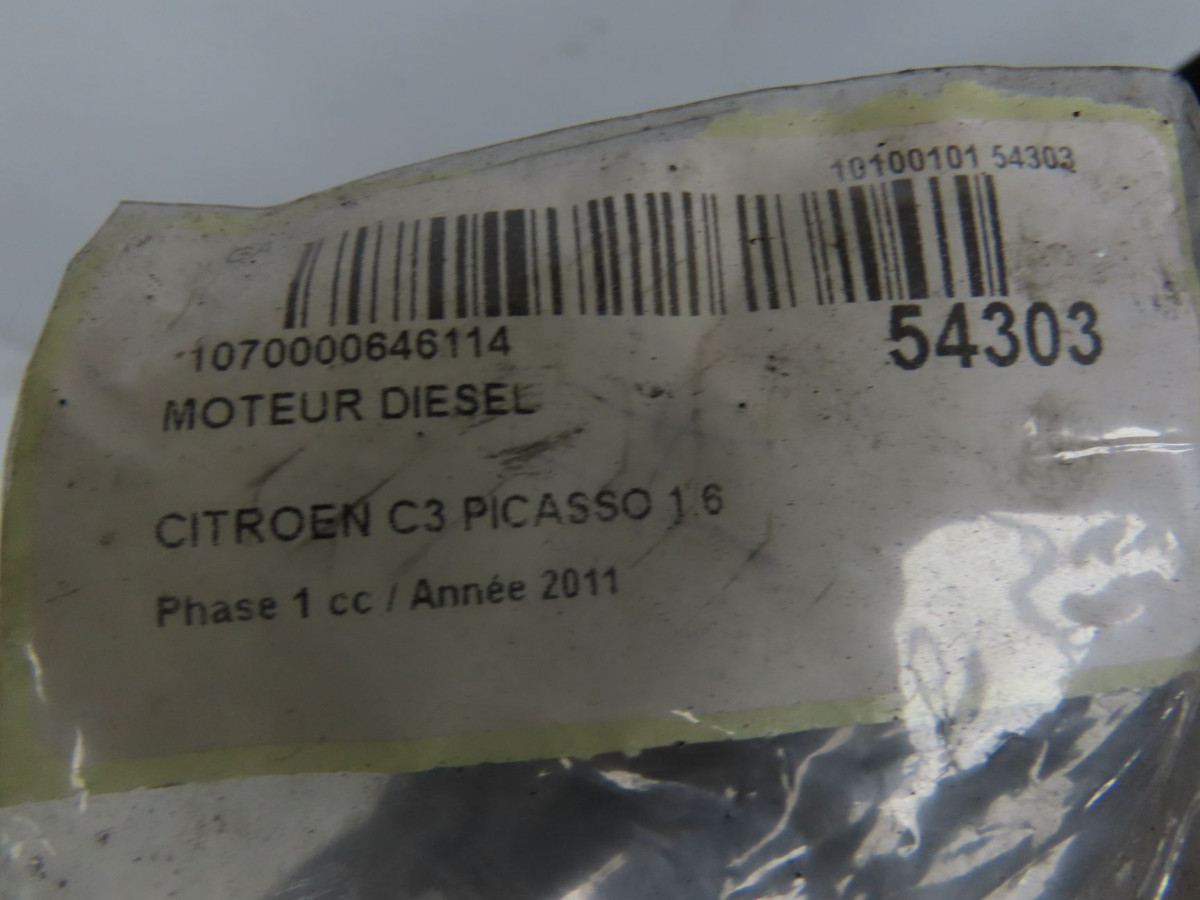 10100101 54303
1070000646114
54303
MOTEUR DIESEL
CITROEN C3 PICASSO 1.6
Phase 1 cc / Année 2011